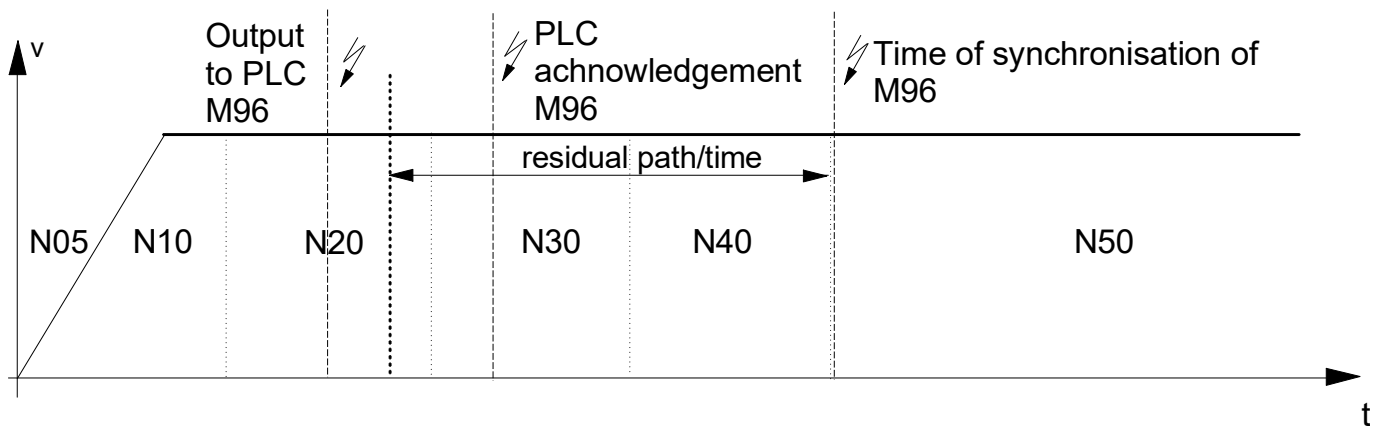 v
Output
to PLC
M96
PLC
achnowledgement
M96
Time of synchronisation of
M96
residual path/time
N05 N10 N20 N30 N40 N50
t